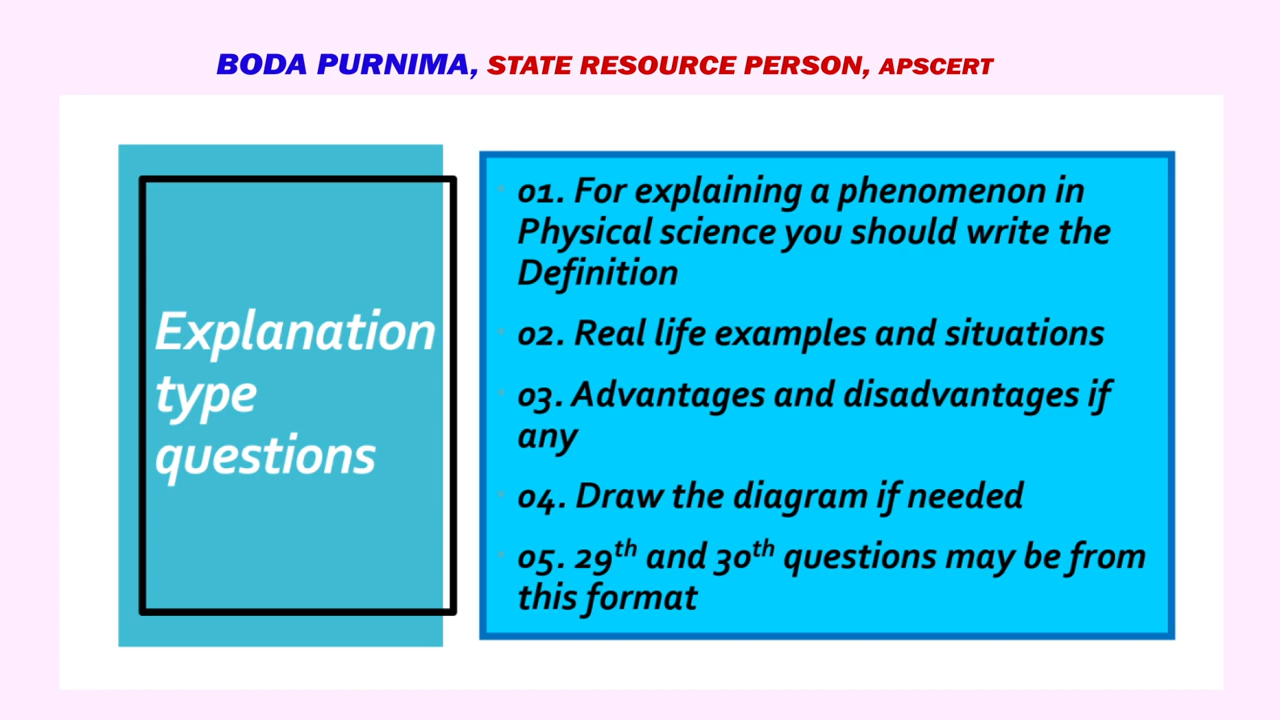 BODA PURNIMA, STATE RESOURCE PERSON, APSCERT
Explanation
type
questions
01. For explaining a phenomenon in
Physical science you should write the
Definition
02. Real life examples and situations
03. Advantages and disadvantages if
any
04. Draw the diagram if needed
05. 29th and 30th questions may be from
this format